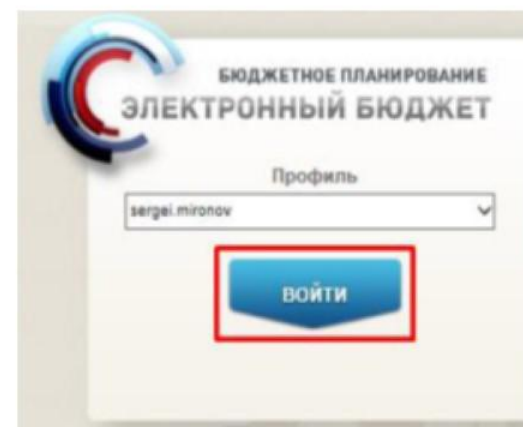 БЮДЖЕТНОЕ ПЛАНИРОВАНИЕ
ЭЛЕКТРОННЫЙ БЮДЖЕТ
Профиль
sergei.mironov
ВОЙТИ